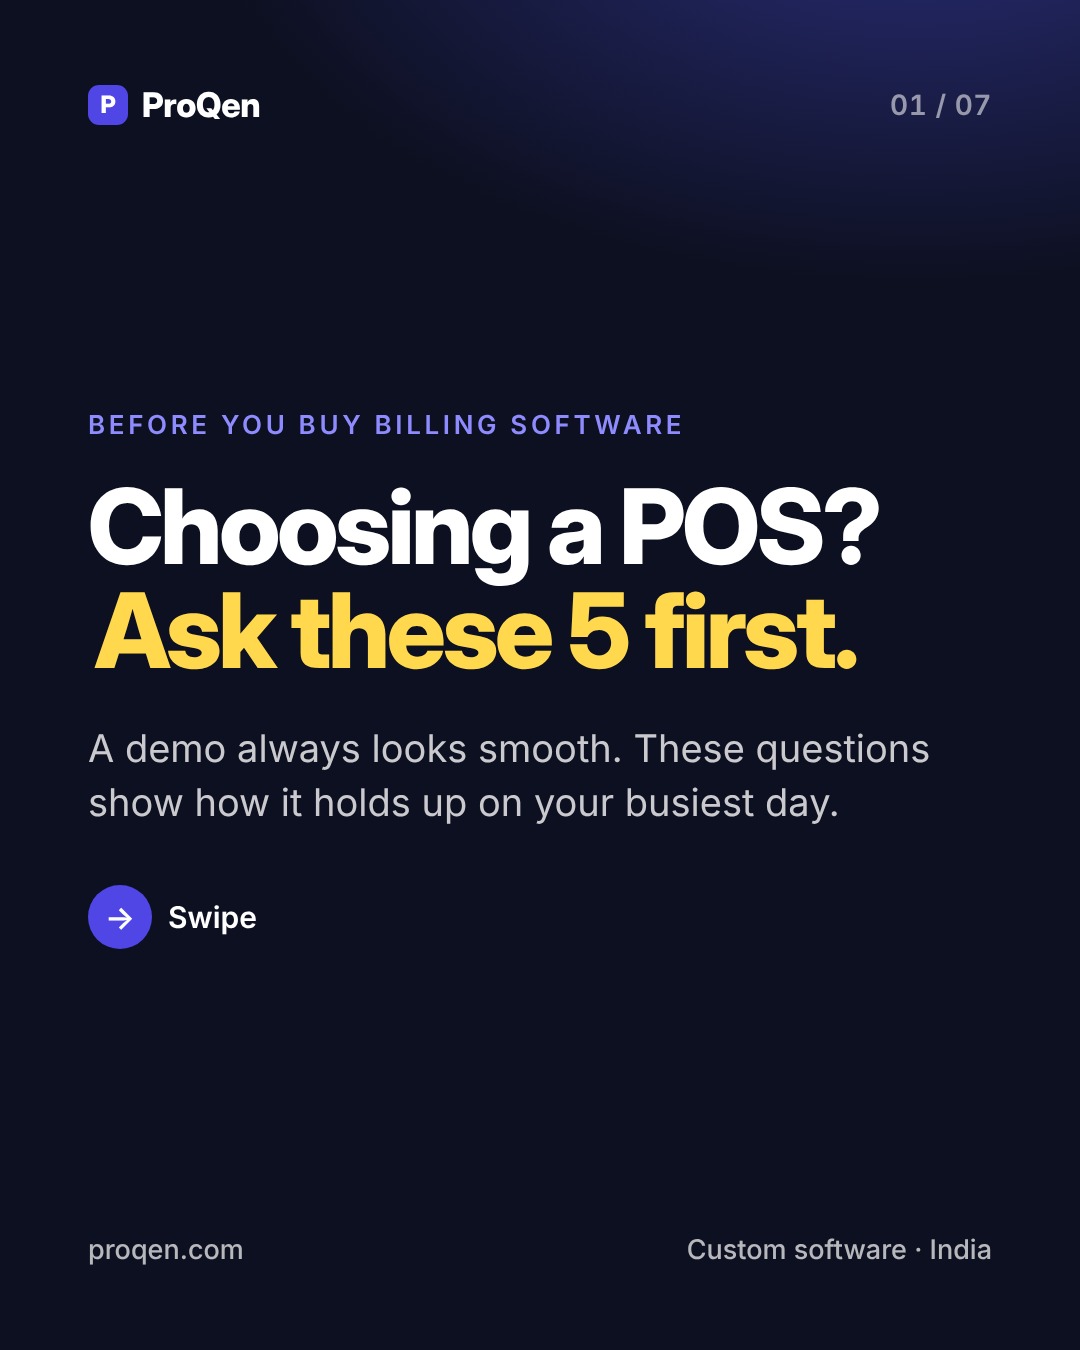 P ProQen
01 / 07
BEFORE YOU BUY BILLING SOFTWARE
Choosing a POS?
Ask these 5 first.
A demo always looks smooth. These questions
show how it holds up on your busiest day.
→ Swipe
proqen.com
Custom software · India